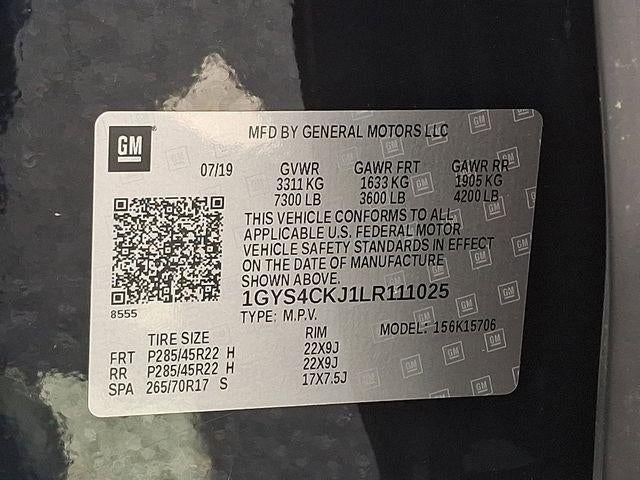 GM
MFD BY GENERAL MOTORS LLC
07/19 GVWR GAWR FRT GAWR RR
3311 KG 1633 KG 1905 KG
7300 LB 3600 LB 4200 LB
THIS VEHICLE CONFORMS TO ALL
APPLICABLE U.S. FEDERAL MOTOR
VEHICLE SAFETY STANDARDS IN EFFECT
ON THE DATE OF MANUFACTURE
SHOWN ABOVE.
1GYS4CKJ1LR111025
8555
TYPE: M.P.V. MODEL: 156K15706
TIRE SIZE RIM
FRT P285/45R22 H 22X9J
RR P285/45R22 H 22X9J
SPA 265/70R17 S 17X7.5J